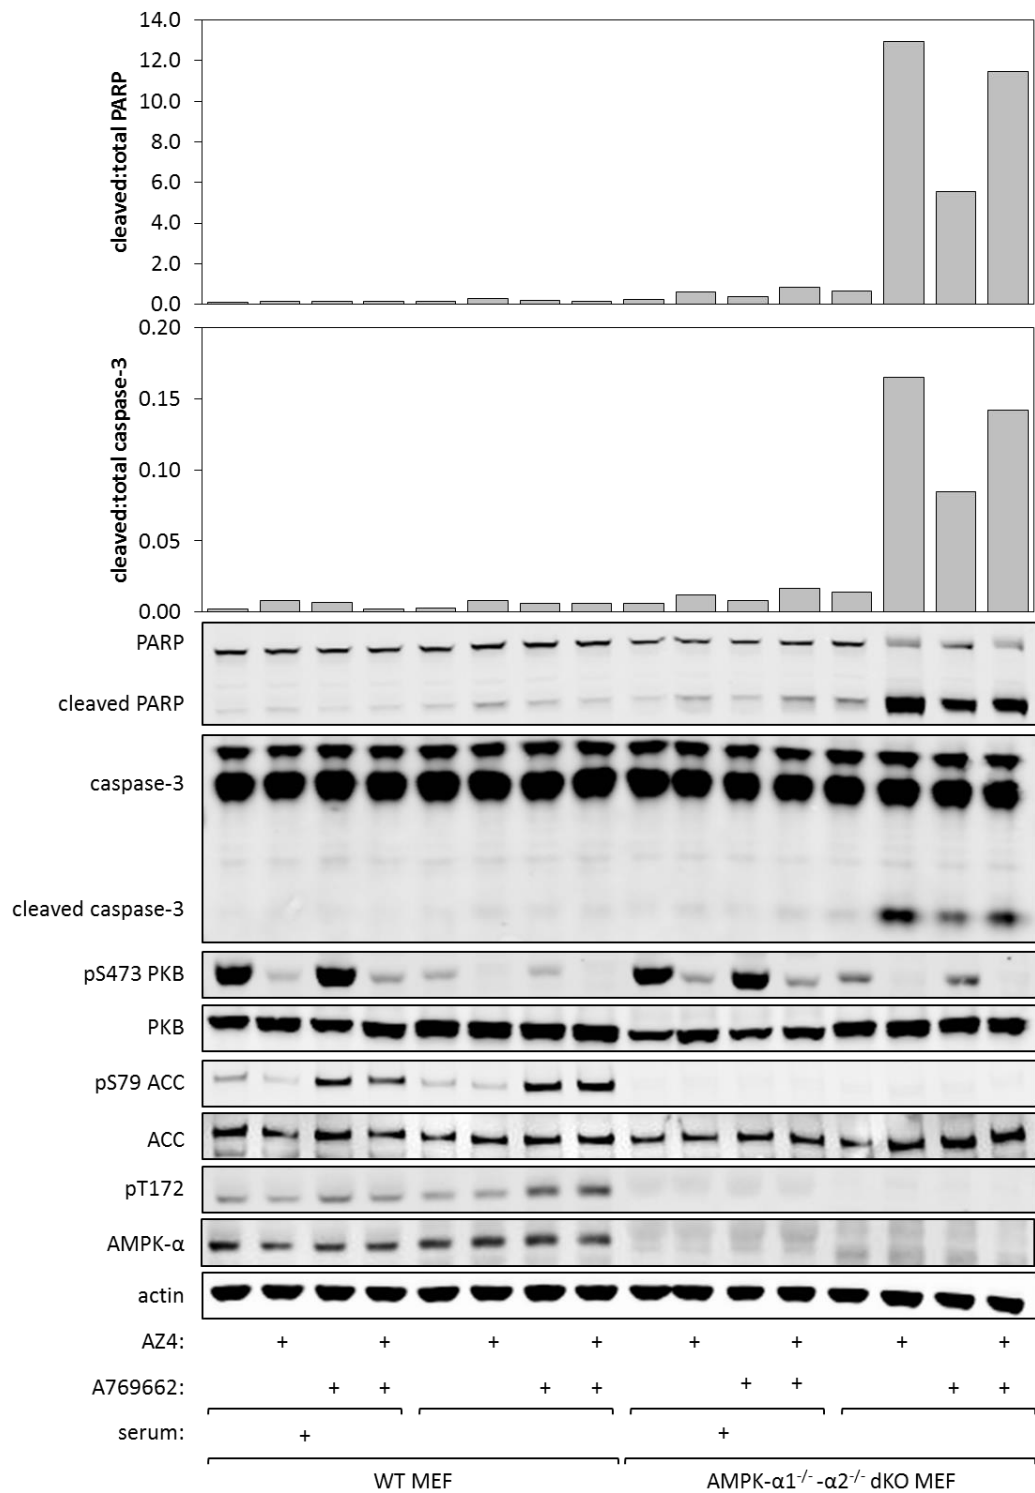 cleaved:total PARP
14.0
12.0
10.0
8.0
6.0
4.0
2.0
0.0
cleaved:total caspase-3
0.20
0.15
0.10
0.05
0.00
PARP
cleaved PARP
caspase-3
cleaved caspase-3
pS473 PKB
PKB
pS79 ACC
ACC
pT172
AMPK-α
actin
AZ4: + + + + + + + +
A769662: + + + + + + + +
serum: + +
WT MEF AMPK-α1-/- -α2-/- dKO MEF